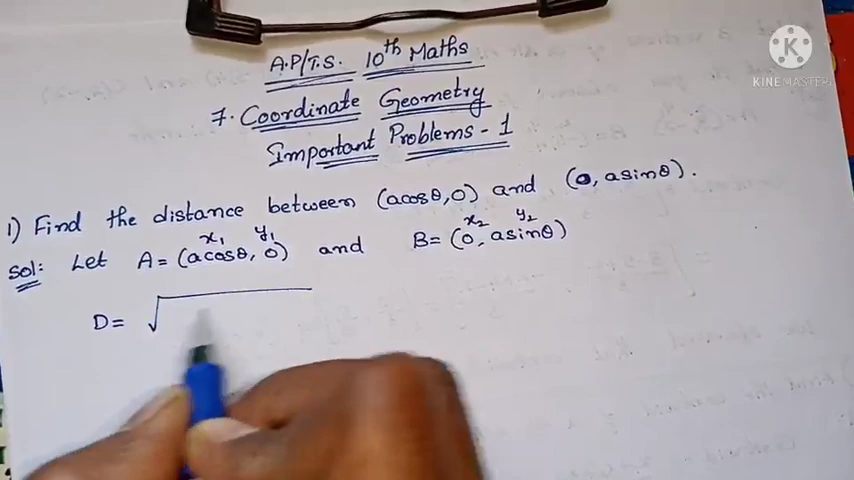 A.P/T.S. 10th Maths
KINEMASTER
7. Coordinate Geometry
Important Problems - 1
1) Find the distance between (acosθ, 0) and (0, asinθ).
x₁ y₁ x₂ y₂
Sol: Let A = (acosθ, 0) and B = (0, asinθ)
D = √